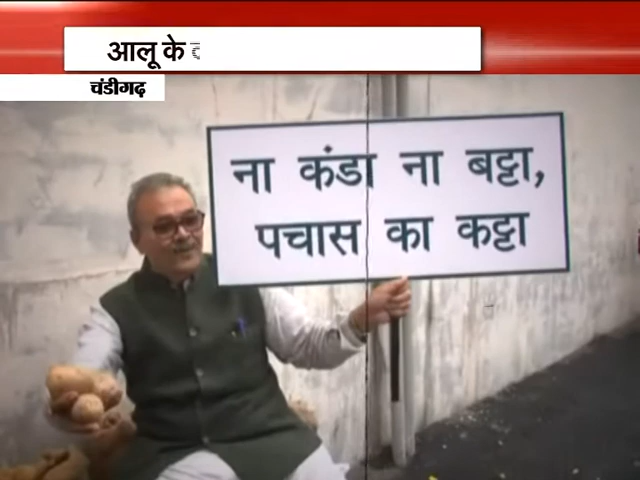 आलू के
चंडीगढ़
ना कंडा ना बट्टा,
पचास का कट्टा